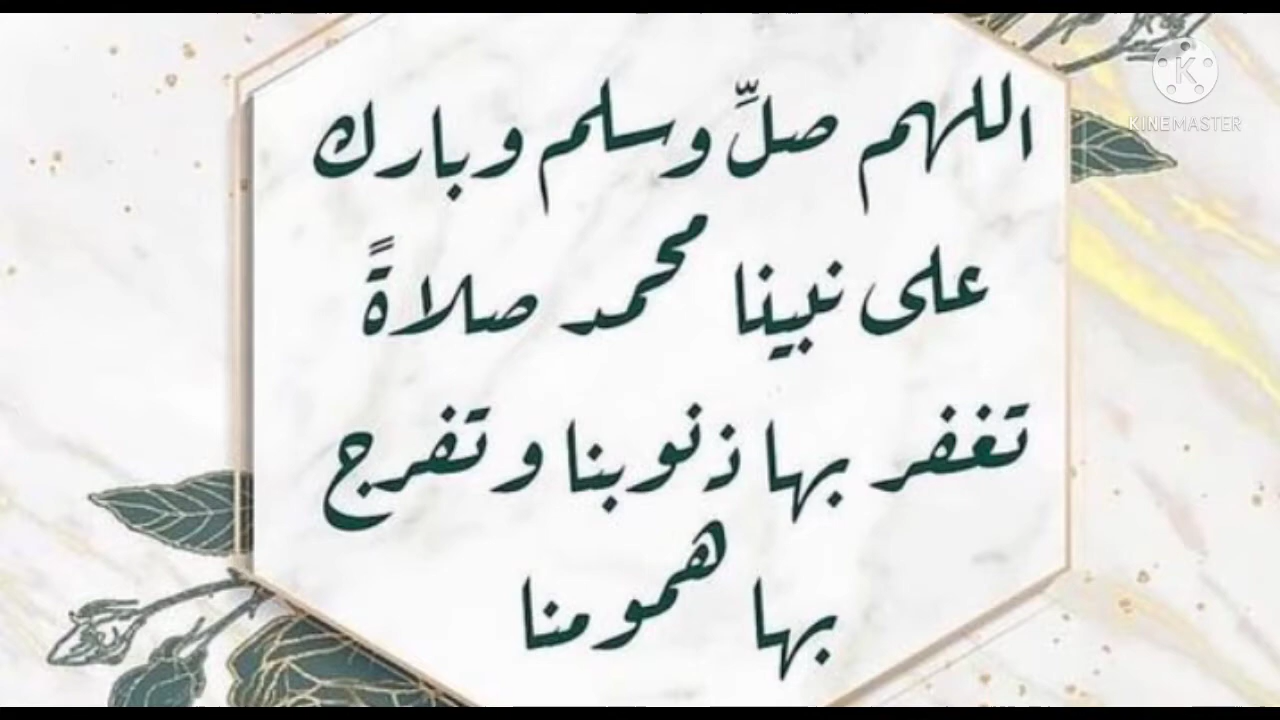 اللهم صلِّ وسلم وبارك
على نبينا محمد صلاةً
تغفر بها ذنوبنا و تفرج
بها همومنا
K
KINEMASTER